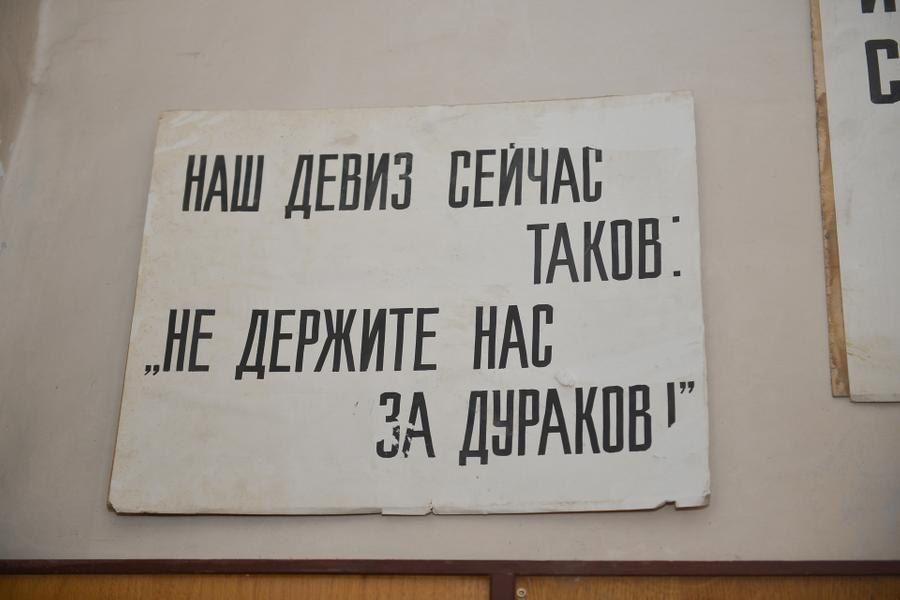 НАШ ДЕВИЗ СЕЙЧАС
ТАКОВ:
„НЕ ДЕРЖИТЕ НАС
ЗА ДУРАКОВ!”